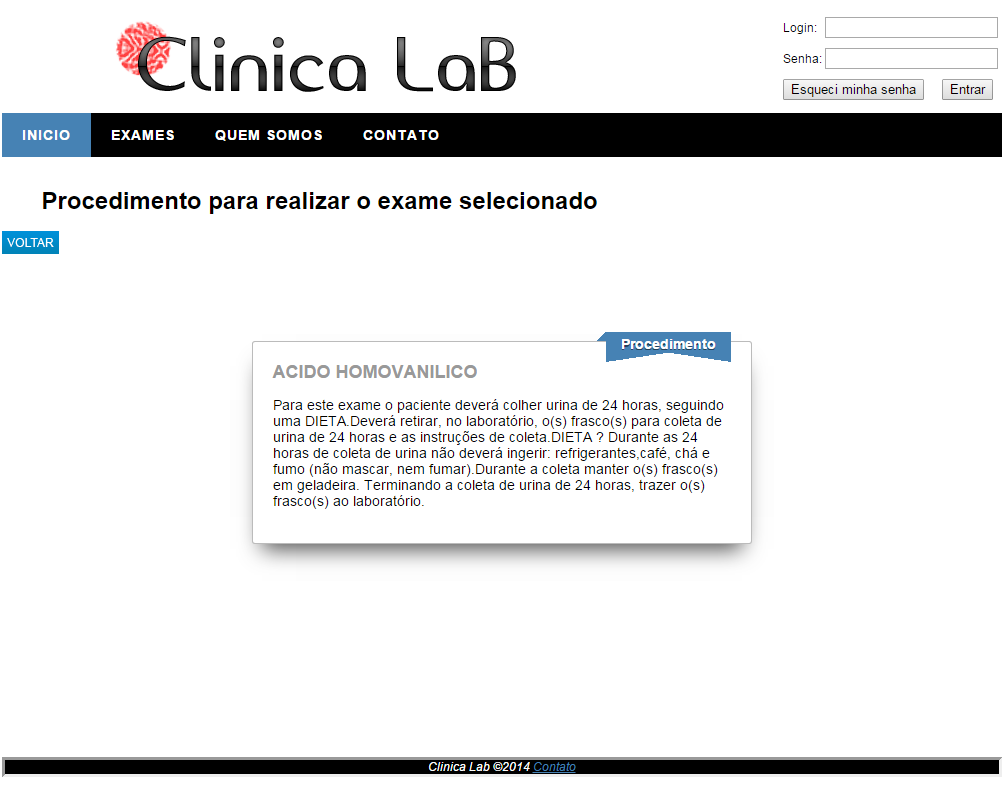 Clinica LaB
Login:
Senha:
Esqueci minha senha Entrar
INICIO EXAMES QUEM SOMOS CONTATO
Procedimento para realizar o exame selecionado
VOLTAR
Procedimento
ACIDO HOMOVANILICO
Para este exame o paciente deverá colher urina de 24 horas, seguindo
uma DIETA.Deverá retirar, no laboratório, o(s) frasco(s) para coleta de
urina de 24 horas e as instruções de coleta.DIETA ? Durante as 24
horas de coleta de urina não deverá ingerir: refrigerantes,café, chá e
fumo (não mascar, nem fumar).Durante a coleta manter o(s) frasco(s)
em geladeira. Terminando a coleta de urina de 24 horas, trazer o(s)
frasco(s) ao laboratório.
Clinica Lab ©2014 Contato